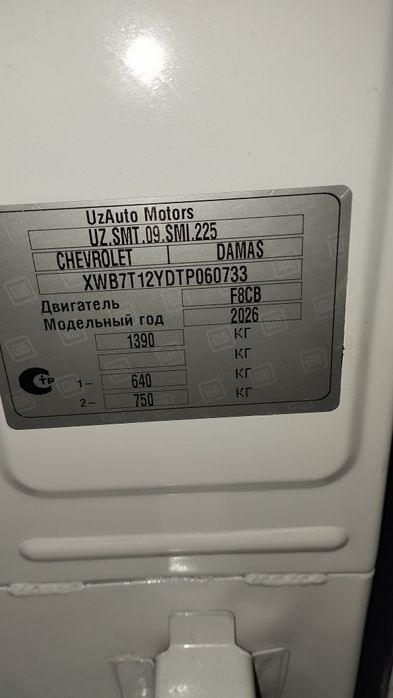 UzAuto Motors
UZ.SMT.09.SMI.225
CHEVROLET DAMAS
XWB7T12YDTP060733
Двигатель F8CB
Модельный год 2026
1390 КГ
КГ
1- 640 КГ
2- 750 КГ